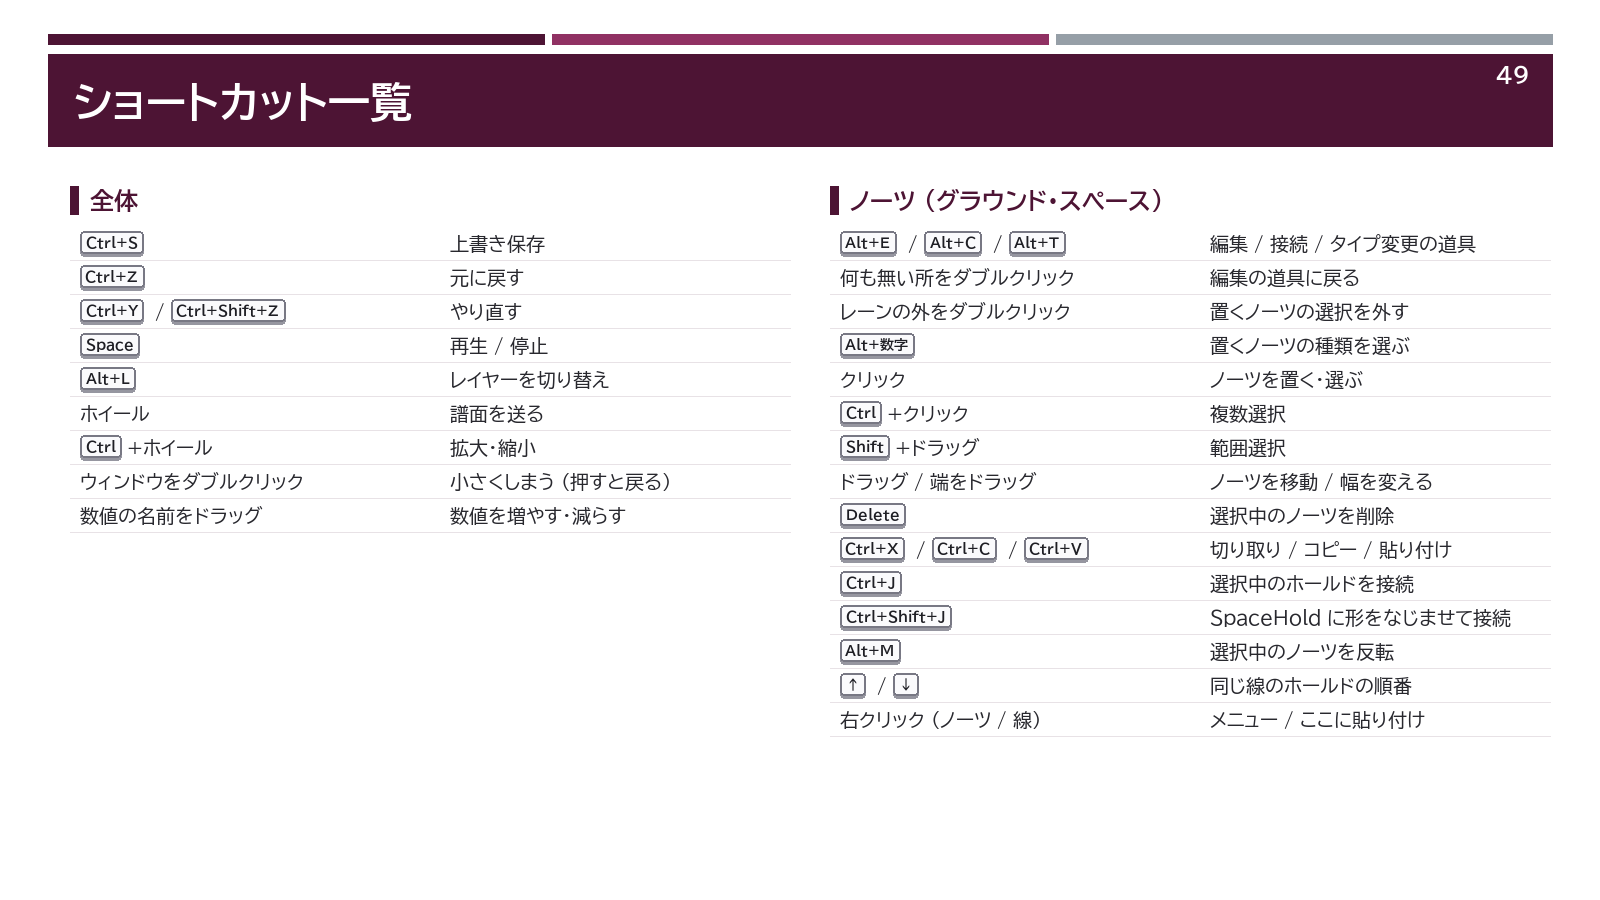 ショートカット一覧
49
全体
Ctrl+S 上書き保存
Ctrl+Z 元に戻す
Ctrl+Y / Ctrl+Shift+Z やり直す
Space 再生 / 停止
Alt+L レイヤーを切り替え
ホイール 譜面を送る
Ctrl +ホイール 拡大・縮小
ウィンドウをダブルクリック 小さくしまう（押すと戻る）
数値の名前をドラッグ 数値を増やす・減らす
ノーツ（グラウンド・スペース）
Alt+E / Alt+C / Alt+T 編集 / 接続 / タイプ変更の道具
何も無い所をダブルクリック 編集の道具に戻る
レーンの外をダブルクリック 置くノーツの選択を外す
Alt+数字 置くノーツの種類を選ぶ
クリック ノーツを置く・選ぶ
Ctrl +クリック 複数選択
Shift +ドラッグ 範囲選択
ドラッグ / 端をドラッグ ノーツを移動 / 幅を変える
Delete 選択中のノーツを削除
Ctrl+X / Ctrl+C / Ctrl+V 切り取り / コピー / 貼り付け
Ctrl+J 選択中のホールドを接続
Ctrl+Shift+J SpaceHold に形をなじませて接続
Alt+M 選択中のノーツを反転
↑ / ↓ 同じ線のホールドの順番
右クリック（ノーツ / 線） メニュー / ここに貼り付け